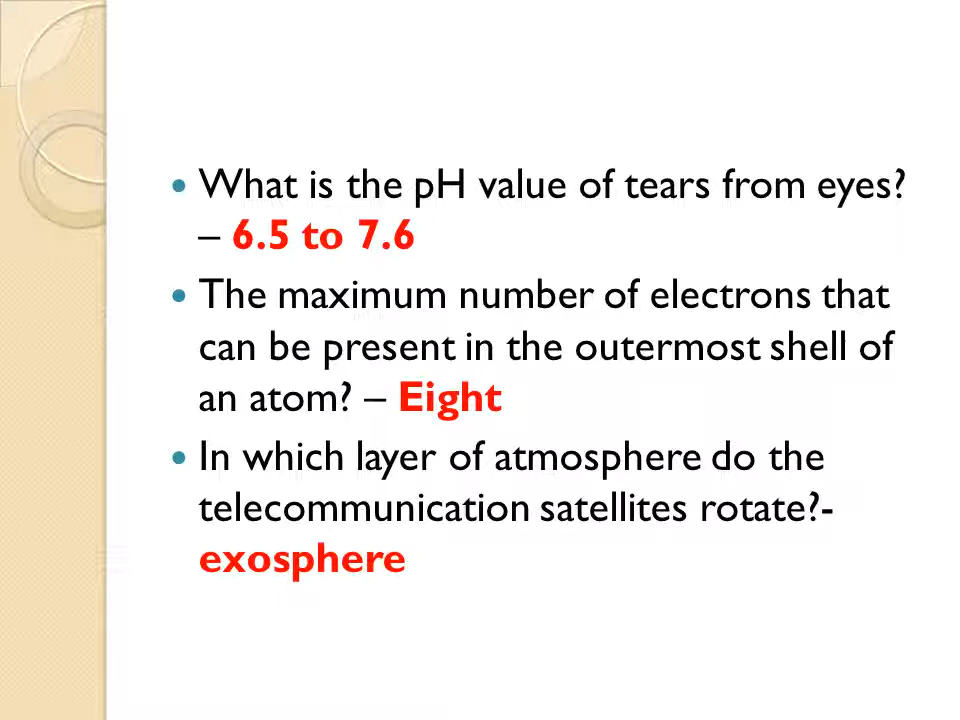 • What is the pH value of tears from eyes?
– 6.5 to 7.6
• The maximum number of electrons that
can be present in the outermost shell of
an atom? – Eight
• In which layer of atmosphere do the
telecommunication satellites rotate?-
exosphere